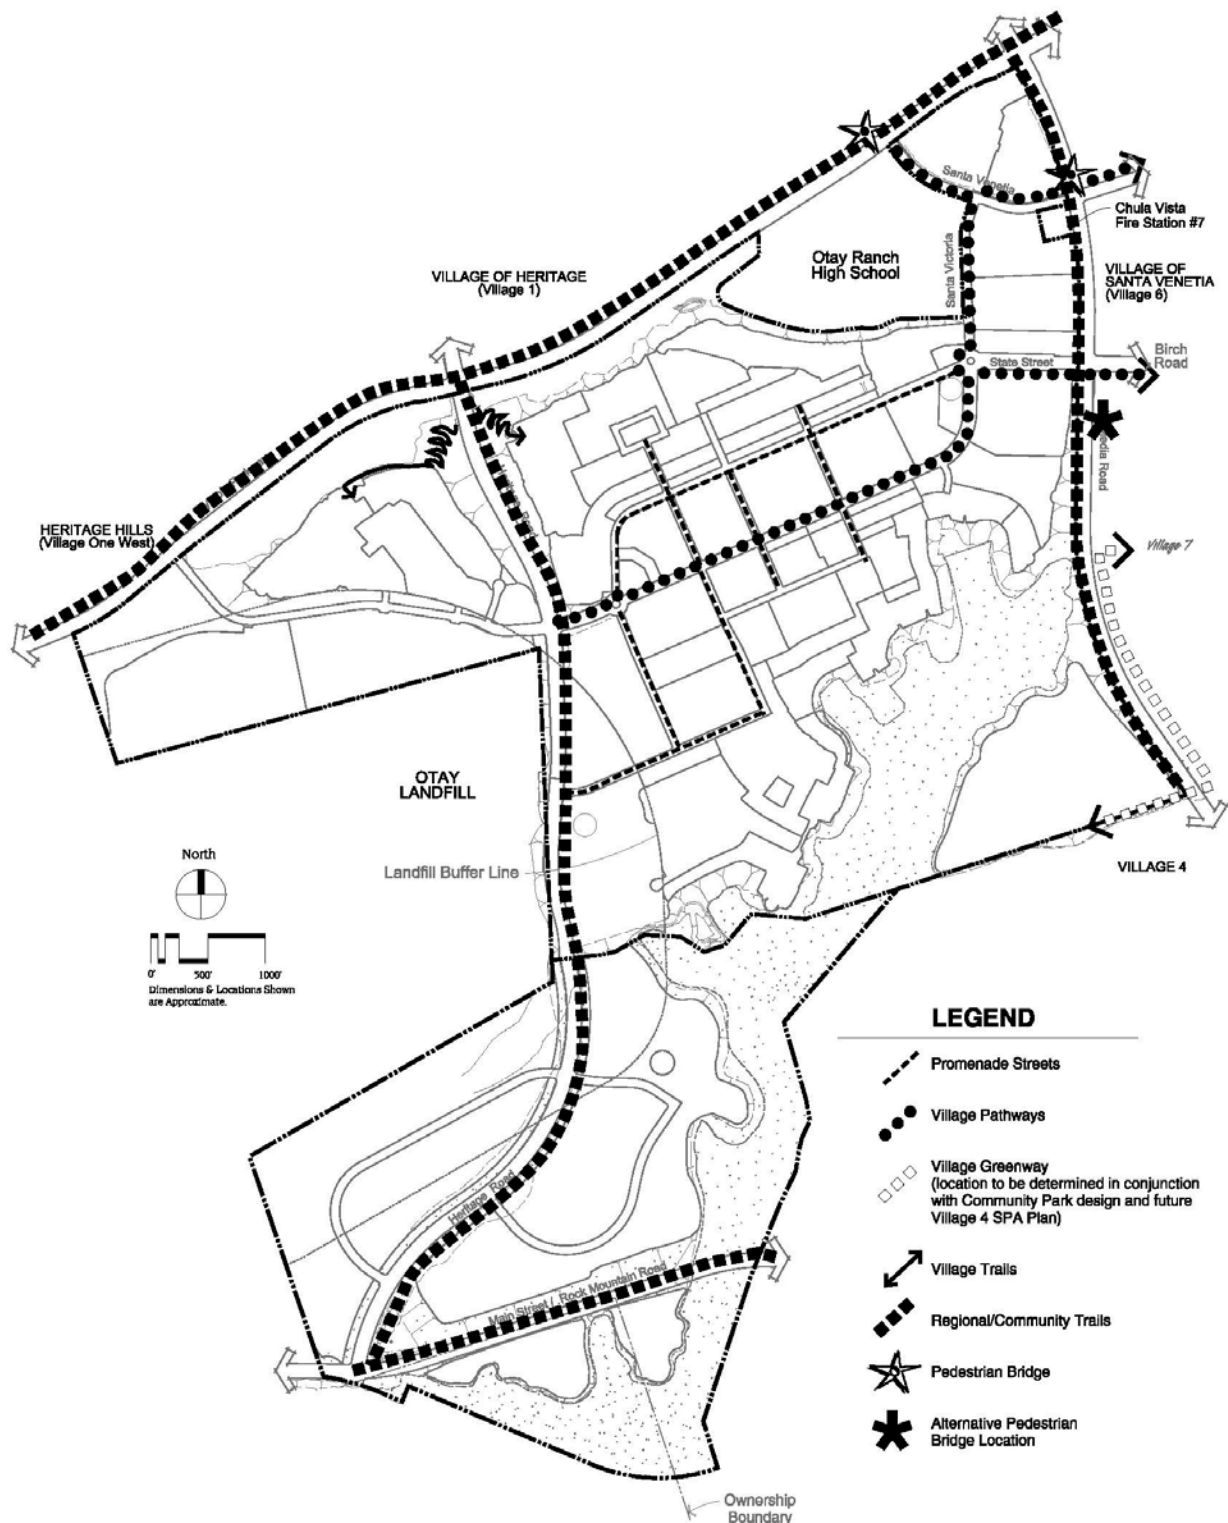 Santa Venetia
Chula Vista
Fire Station #7
Otay Ranch
High School
Santa Victoria
VILLAGE OF HERITAGE
(Village 1)
VILLAGE OF
SANTA VENETIA
(Village 6)
Birch
Road
State Street
Road
HERITAGE HILLS
(Village One West)
Village 7
OTAY
LANDFILL
North
Landfill Buffer Line
VILLAGE 4
0' 500' 1000'
Dimensions & Locations Shown
are Approximate.
LEGEND
Promenade Streets
Village Pathways
Village Greenway
(location to be determined in conjunction
with Community Park design and future
Village 4 SPA Plan)
Heritage Road
Village Trails
Main Street / Rock Mountain Road
Regional/Community Trails
Pedestrian Bridge
Alternative Pedestrian
Bridge Location
Ownership
Boundary